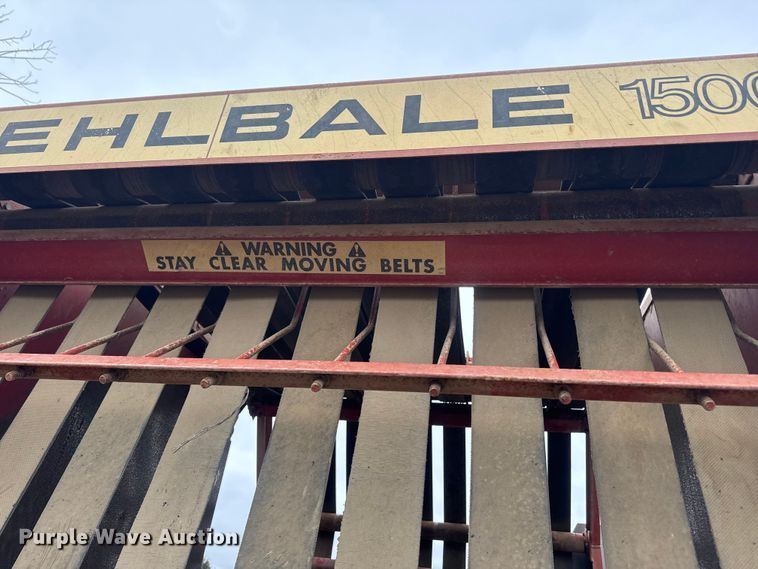 EHLBALE 1500
WARNING
STAY CLEAR MOVING BELTS
Purple Wave Auction